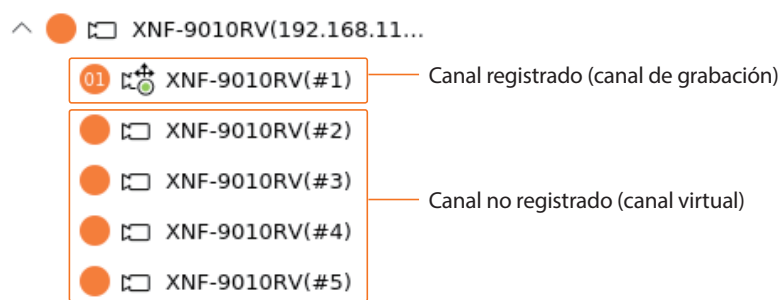 XNF-9010RV(192.168.11...
01 XNF-9010RV(#1) Canal registrado (canal de grabación)
XNF-9010RV(#2)
XNF-9010RV(#3)
Canal no registrado (canal virtual)
XNF-9010RV(#4)
XNF-9010RV(#5)